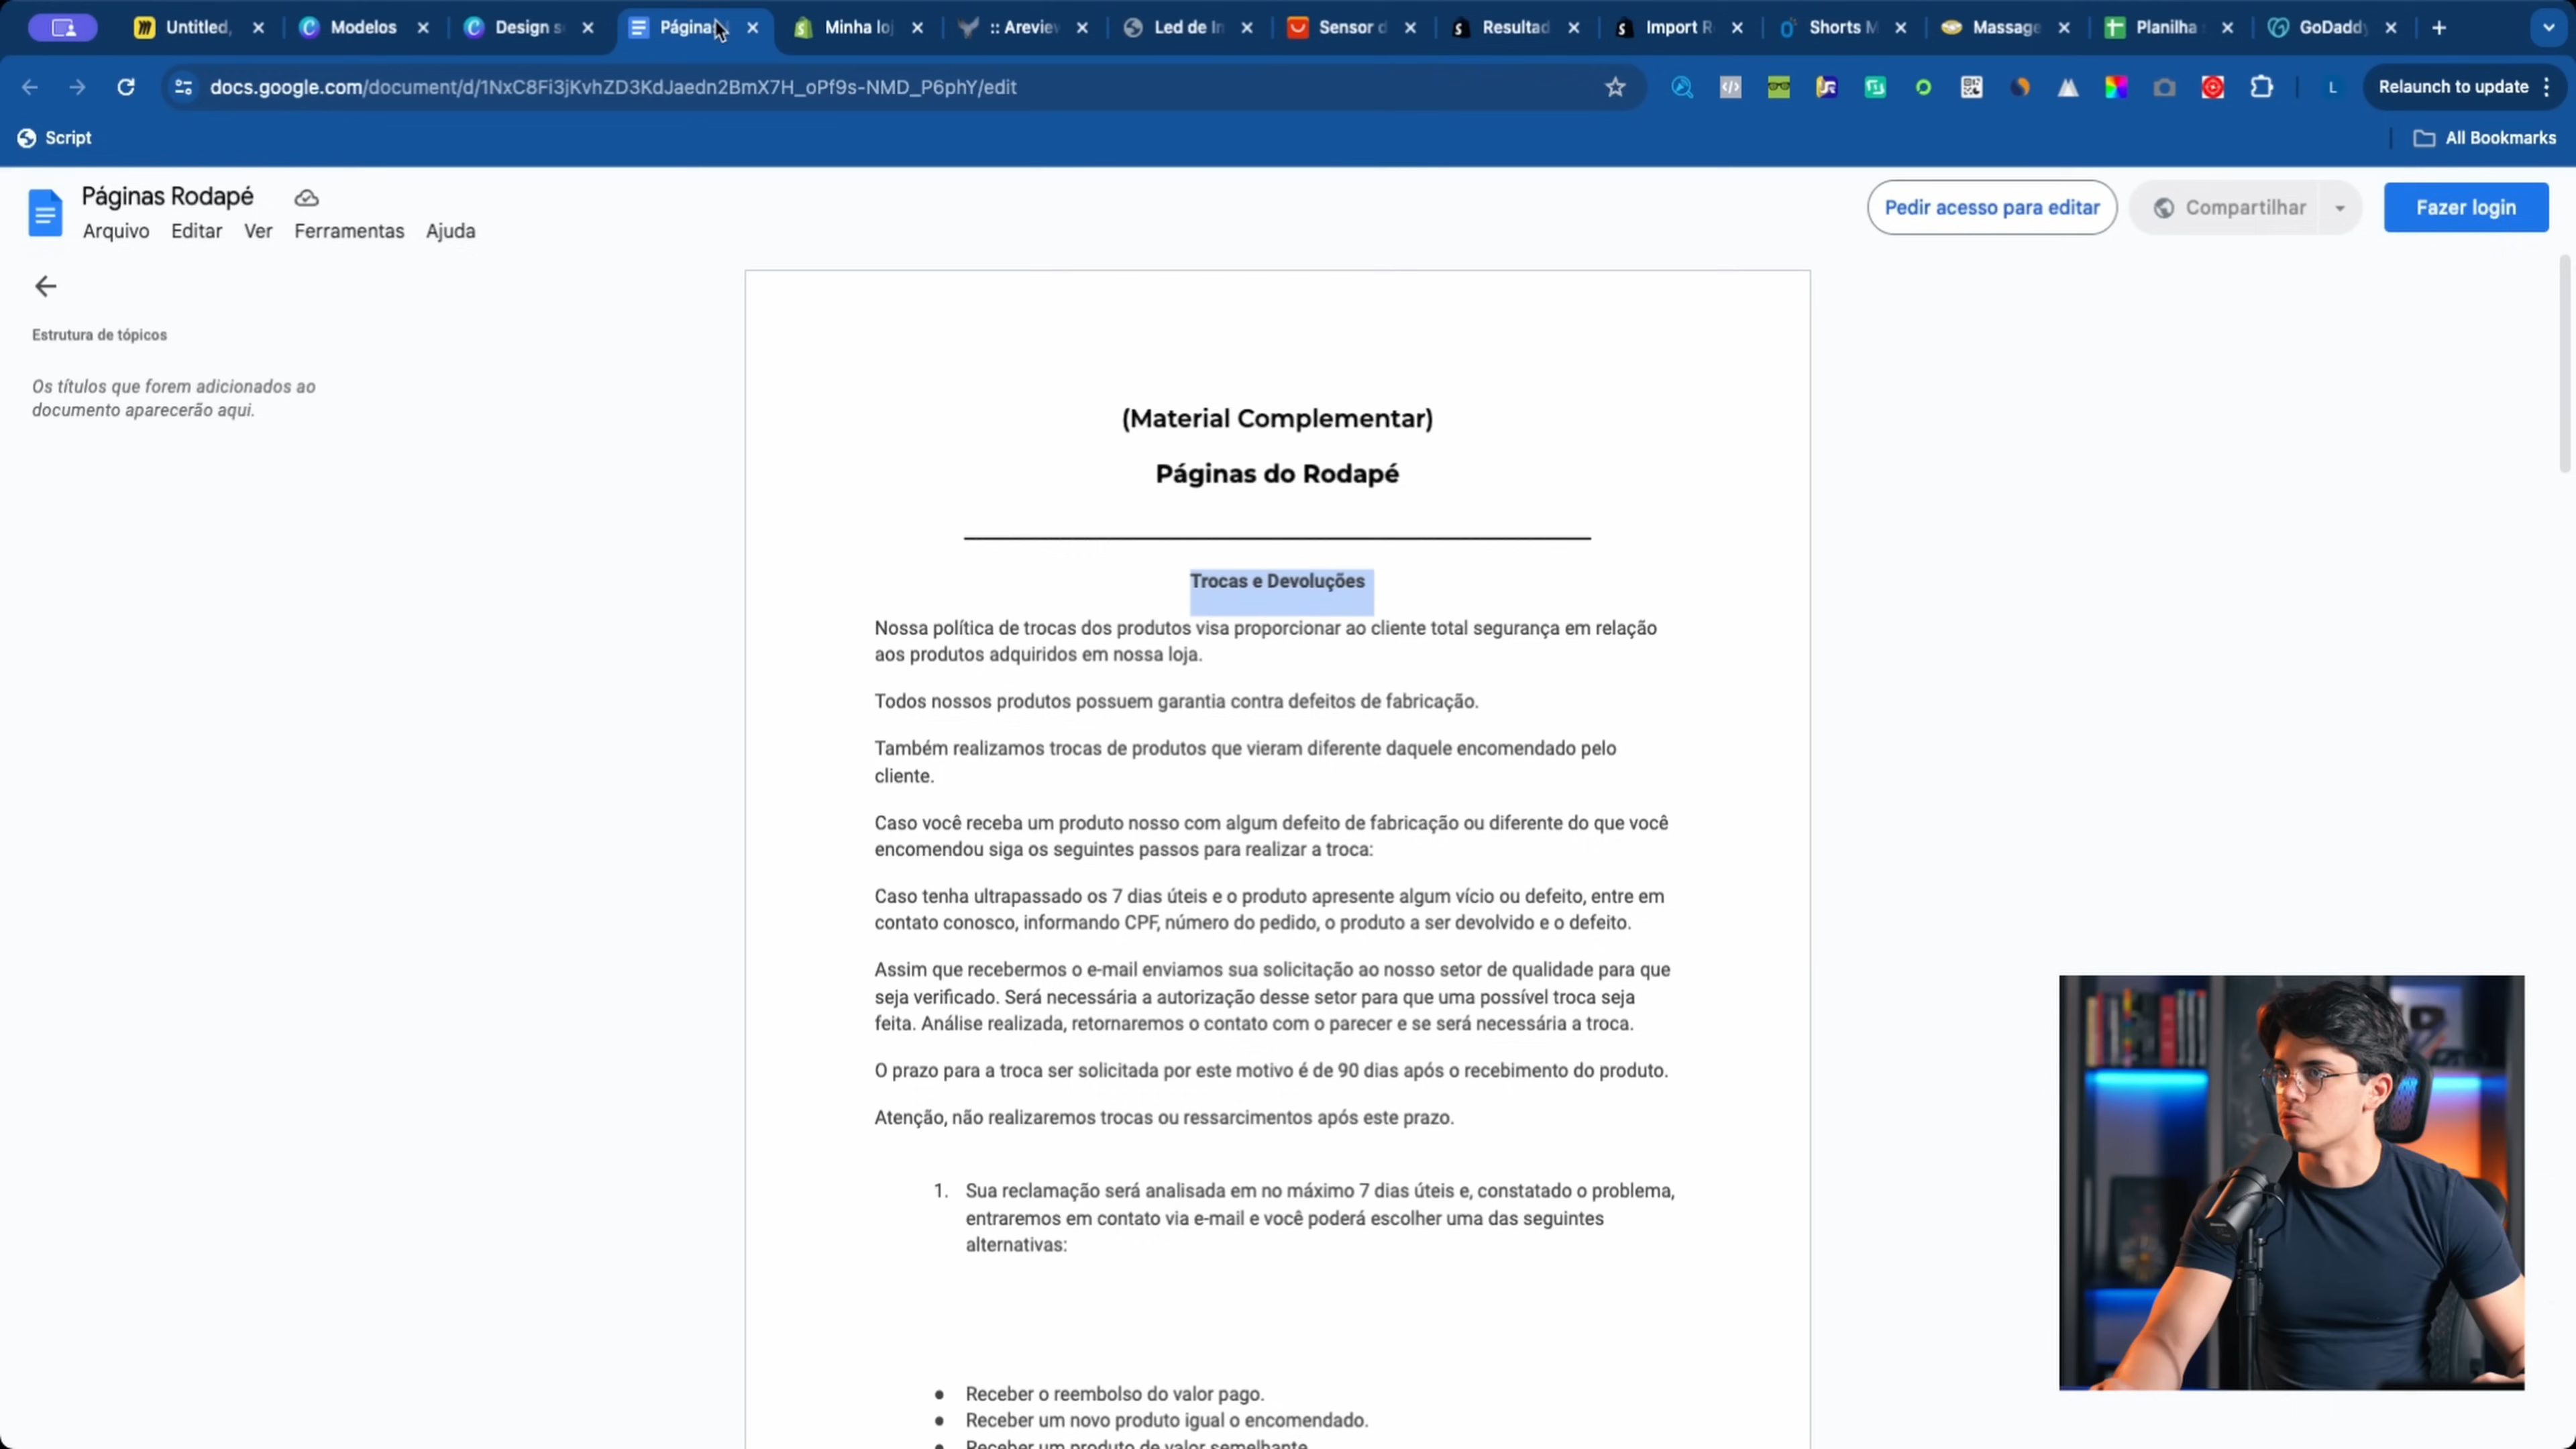 Untitled,
Modelos
Design s
Páginas
Minha loj
:: Areview
Led de In
Sensor d
Resultad
Import R
Shorts M
Massage
Planilha
GoDaddy
docs.google.com/document/d/1NxC8Fi3jKvhZD3KdJaedn2BmX7H_oPf9s-NMD_P6phY/edit
L
Relaunch to update
Script
All Bookmarks
Páginas Rodapé
Arquivo Editar Ver Ferramentas Ajuda
Pedir acesso para editar
Compartilhar
Fazer login
Estrutura de tópicos
Os títulos que forem adicionados ao
documento aparecerão aqui.
(Material Complementar)
Páginas do Rodapé
Trocas e Devoluções
Nossa política de trocas dos produtos visa proporcionar ao cliente total segurança em relação
aos produtos adquiridos em nossa loja.
Todos nossos produtos possuem garantia contra defeitos de fabricação.
Também realizamos trocas de produtos que vieram diferente daquele encomendado pelo
cliente.
Caso você receba um produto nosso com algum defeito de fabricação ou diferente do que você
encomendou siga os seguintes passos para realizar a troca:
Caso tenha ultrapassado os 7 dias úteis e o produto apresente algum vício ou defeito, entre em
contato conosco, informando CPF, número do pedido, o produto a ser devolvido e o defeito.
Assim que recebermos o e-mail enviamos sua solicitação ao nosso setor de qualidade para que
seja verificado. Será necessária a autorização desse setor para que uma possível troca seja
feita. Análise realizada, retornaremos o contato com o parecer e se será necessária a troca.
O prazo para a troca ser solicitada por este motivo é de 90 dias após o recebimento do produto.
Atenção, não realizaremos trocas ou ressarcimentos após este prazo.
1. Sua reclamação será analisada em no máximo 7 dias úteis e, constatado o problema,
entraremos em contato via e-mail e você poderá escolher uma das seguintes
alternativas:
● Receber o reembolso do valor pago.
● Receber um novo produto igual o encomendado.
● Receber um produto de valor semelhante